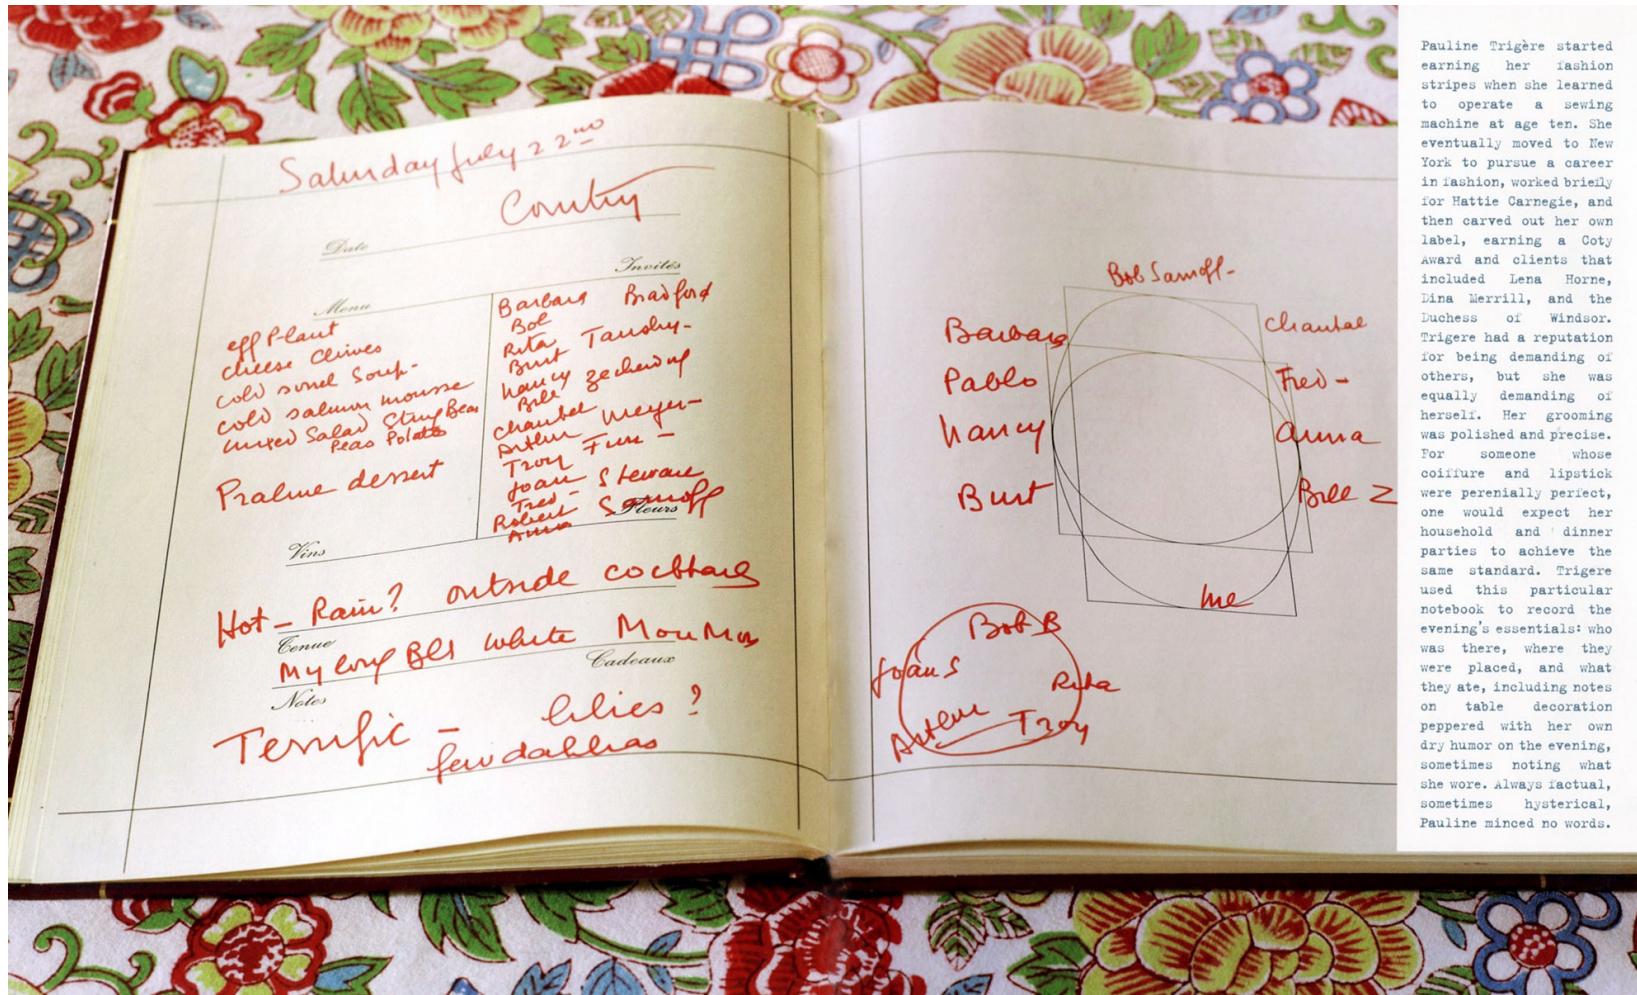 Saturday July 22ND
Country
Date
Invités
Menu
egg Plant
cheese chives
cold sorrel Soup-
cold salmon mousse
mixed Salad String Beas
Peas Potato
Praline dessert
Barbara Bradford
Bob
Rita
Burt Tansky-
Nancy Zeckendorf
Bill
Chantal
Arthur Meyer-
Troy
Joan
Fred - Stewart
Robert Sarnoff
Anna
Fleurs
Vins
Hot - Rain? outside cocktails
Tenue
My long Bls white MouMou
Cadeaux
Notes
Terrific - lilies?
few dahlias
Bob Sarnoff-
Barbara
Chantal
Pablo
Fred -
Nancy
Anna
Burt
Bill Z
me
Bob B
Joan S
Rita
Arthur
Troy
Pauline Trigère started
earning her fashion
stripes when she learned
to operate a sewing
machine at age ten. She
eventually moved to New
York to pursue a career
in fashion, worked briefly
for Hattie Carnegie, and
then carved out her own
label, earning a Coty
Award and clients that
included Lena Horne,
Dina Merrill, and the
Duchess of Windsor.
Trigere had a reputation
for being demanding of
others, but she was
equally demanding of
herself. Her grooming
was polished and precise.
For someone whose
coiffure and lipstick
were perenially perfect,
one would expect her
household and dinner
parties to achieve the
same standard. Trigere
used this particular
notebook to record the
evening's essentials: who
was there, where they
were placed, and what
they ate, including notes
on table decoration
peppered with her own
dry humor on the evening,
sometimes noting what
she wore. Always factual,
sometimes hysterical,
Pauline minced no words.